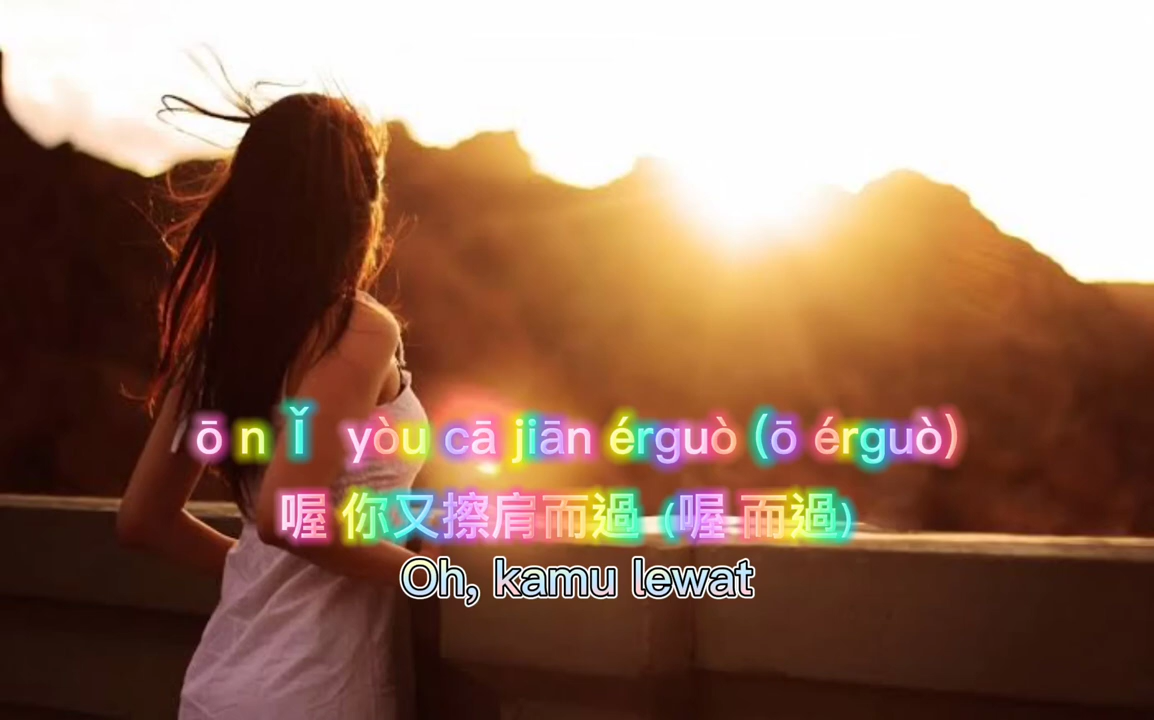 ō nǐ yòu cā jiān érguò (ō érguò)
喔 你又擦肩而過 (喔 而過)
Oh, kamu lewat